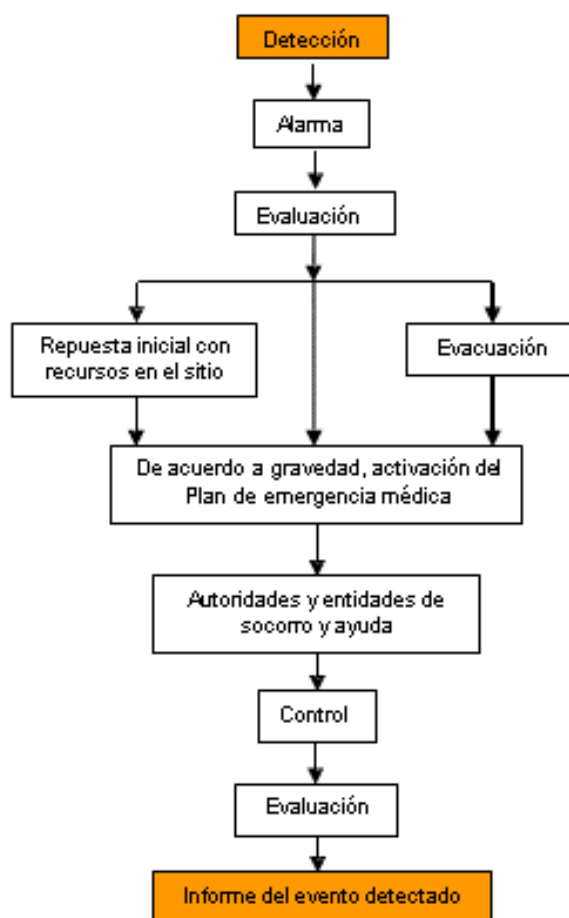 Detección
Alarma
Evaluación
Repuesta inicial con
recursos en el sitio
Evacuación
De acuerdo a gravedad, activación del
Plan de emergencia médica
Autoridades y entidades de
socorro y ayuda
Control
Evaluación
Informe del evento detectado